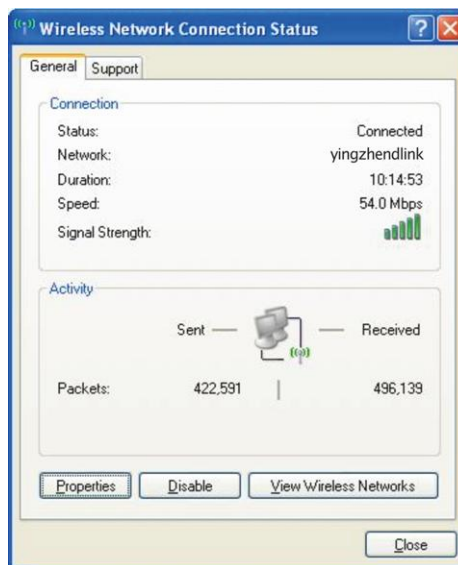 Wireless Network Connection Status
General Support
Connection
Status: Connected
Network: yingzhendlink
Duration: 10:14:53
Speed: 54.0 Mbps
Signal Strength:
Activity
Sent — — Received
Packets: 422,591 | 496,139
Properties Disable View Wireless Networks
Close